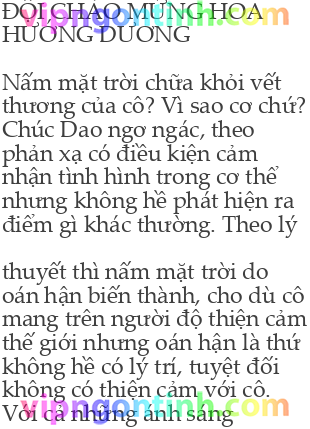 ĐỘI CHÀO MỪNG HOA
vipngontinh.com
HƯỚNG DƯƠNG
Nấm mặt trời chữa khỏi vết
thương của cô? Vì sao cơ chứ?
Chúc Dao ngơ ngác, theo
phản xạ có điều kiện cảm
nhận tình hình trong cơ thể
nhưng không hề phát hiện ra
điểm gì khác thường. Theo lý
thuyết thì nấm mặt trời do
oán hận biến thành, cho dù cô
mang trên người độ thiện cảm
thế giới nhưng oán hận là thứ
không hề có lý trí, tuyệt đối
không có thiện cảm với cô.
vipngontinh.com
Với cả những ánh sáng